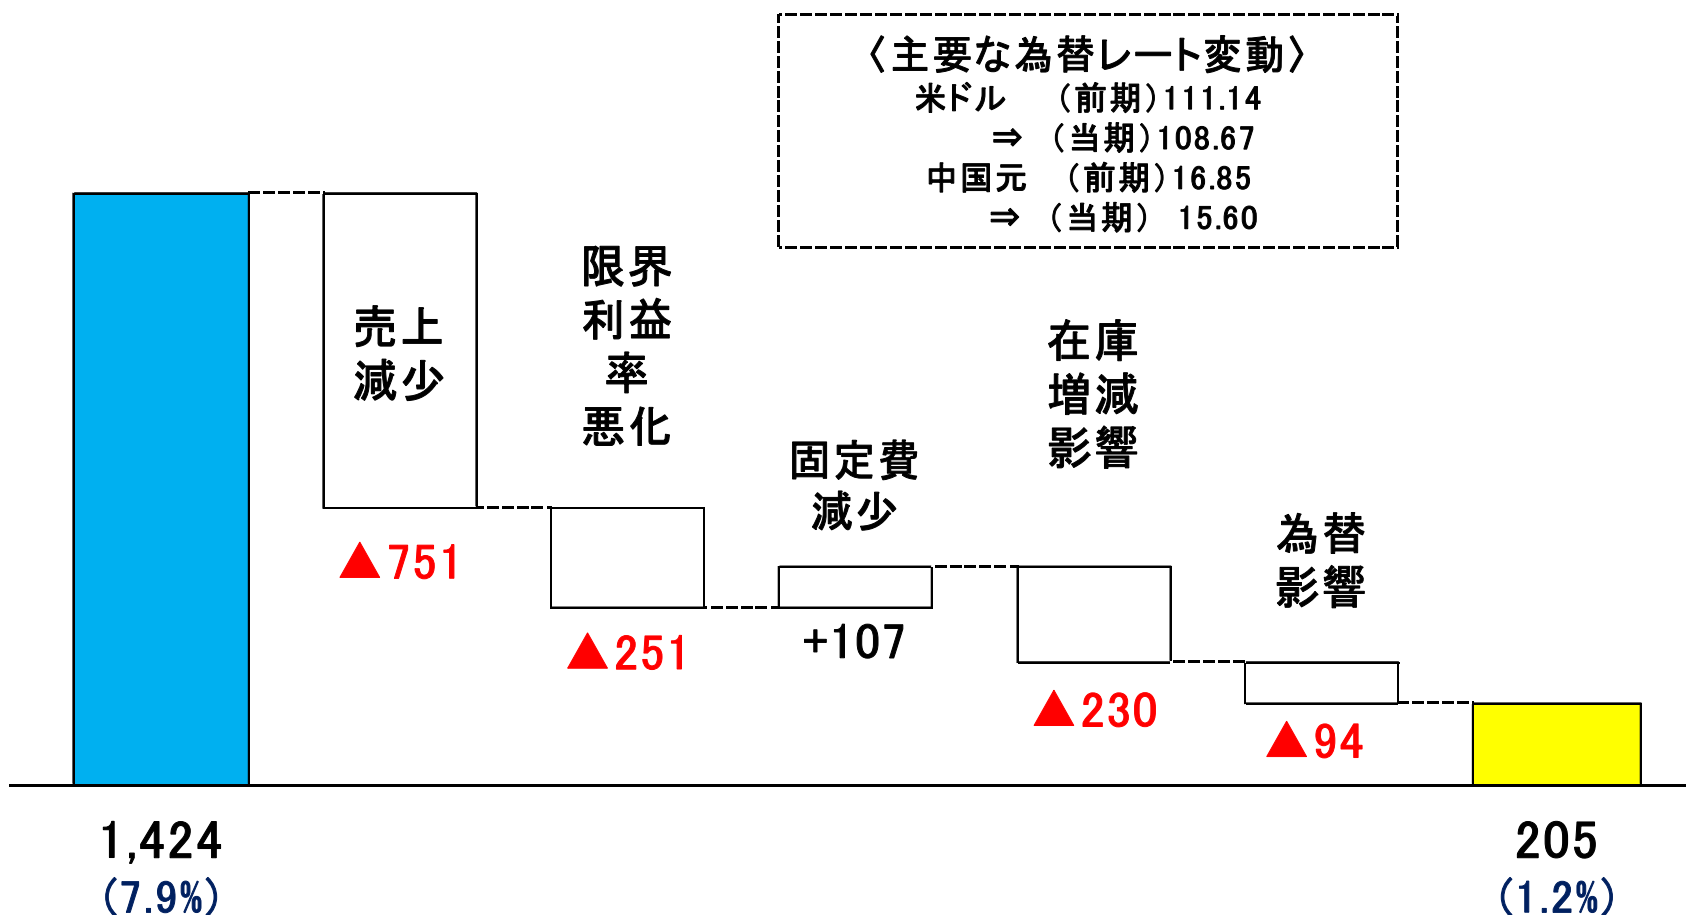 〈主要な為替レート変動〉
米ドル (前期)111.14
⇒ (当期)108.67
中国元 (前期)16.85
⇒ (当期) 15.60
売上
減少
▲751
限界
利益
率
悪化
▲251
固定費
減少
+107
在庫
増減
影響
▲230
為替
影響
▲94
1,424
(7.9%)
205
(1.2%)